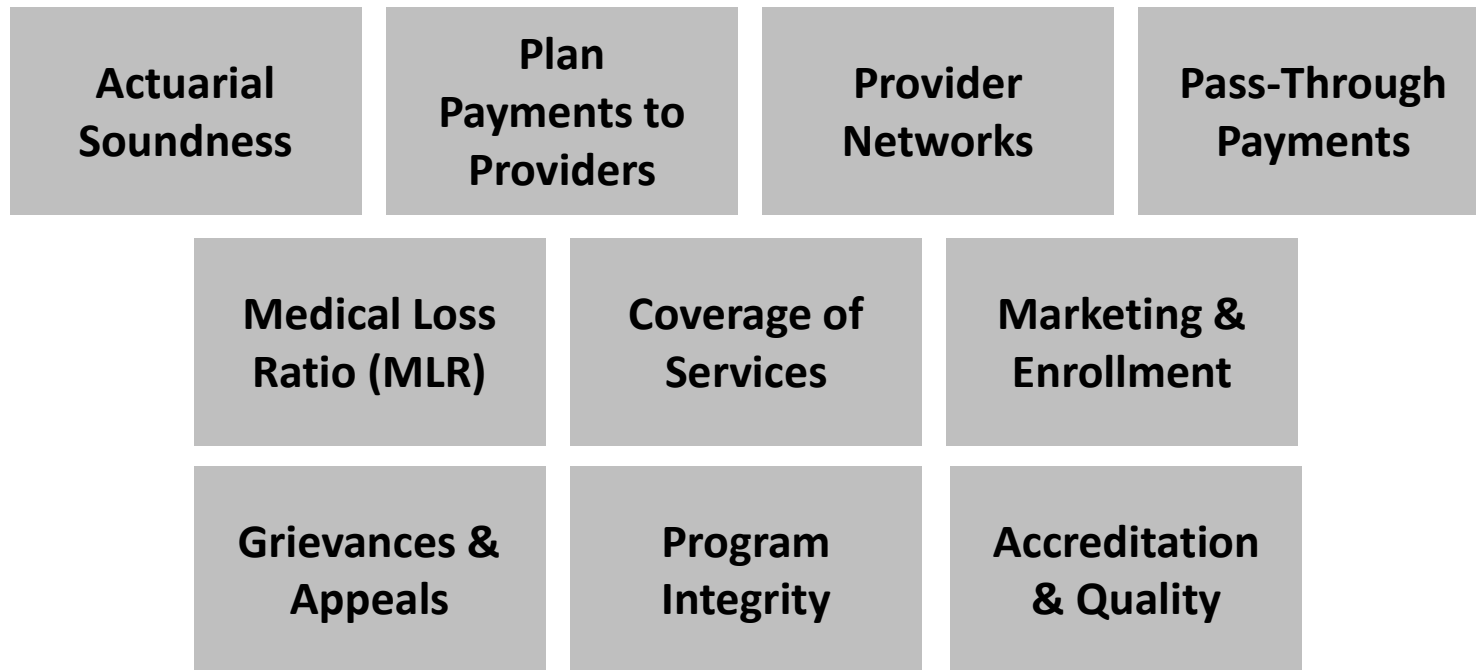 Actuarial
Soundness
Plan
Payments to
Providers
Provider
Networks
Pass-Through
Payments
Medical Loss
Ratio (MLR)
Coverage of
Services
Marketing &
Enrollment
Grievances &
Appeals
Program
Integrity
Accreditation
& Quality